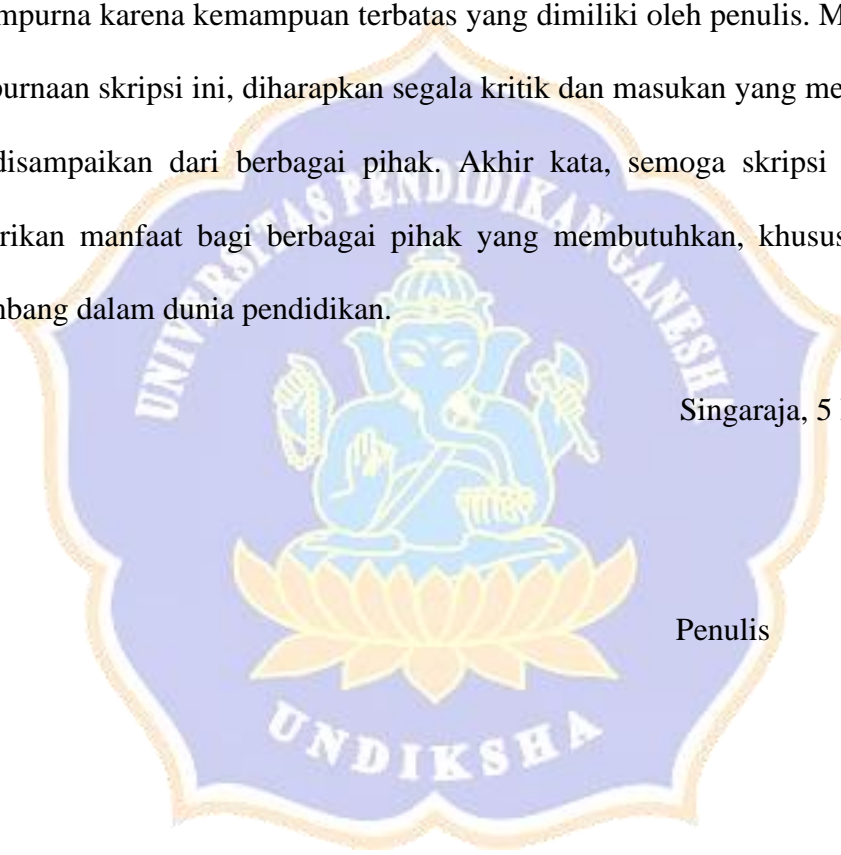 mpurna karena kemampuan terbatas yang dimiliki oleh penulis. M
purnaan skripsi ini, diharapkan segala kritik dan masukan yang me
disampaikan dari berbagai pihak. Akhir kata, semoga skripsi
rikan manfaat bagi berbagai pihak yang membutuhkan, khusus
mbang dalam dunia pendidikan.
UNIVERSITAS PENDIDIKAN GANESHA
Singaraja, 5
Penulis
UNDIKSHA